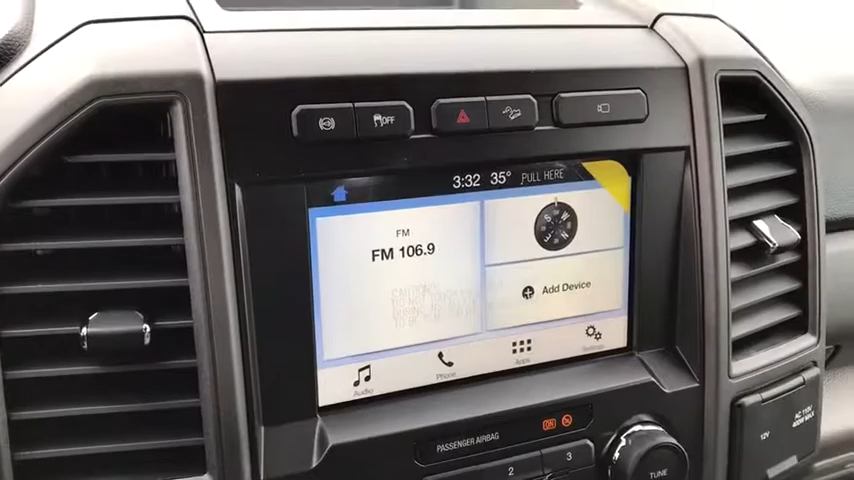 OFF
3:32 35° PULL HERE
FM
FM 106.9
Add Device
Audio
Phone
Apps
Settings
PASSENGER AIRBAG ON
2
3
TUNE
12V
AC 110V
400W MAX